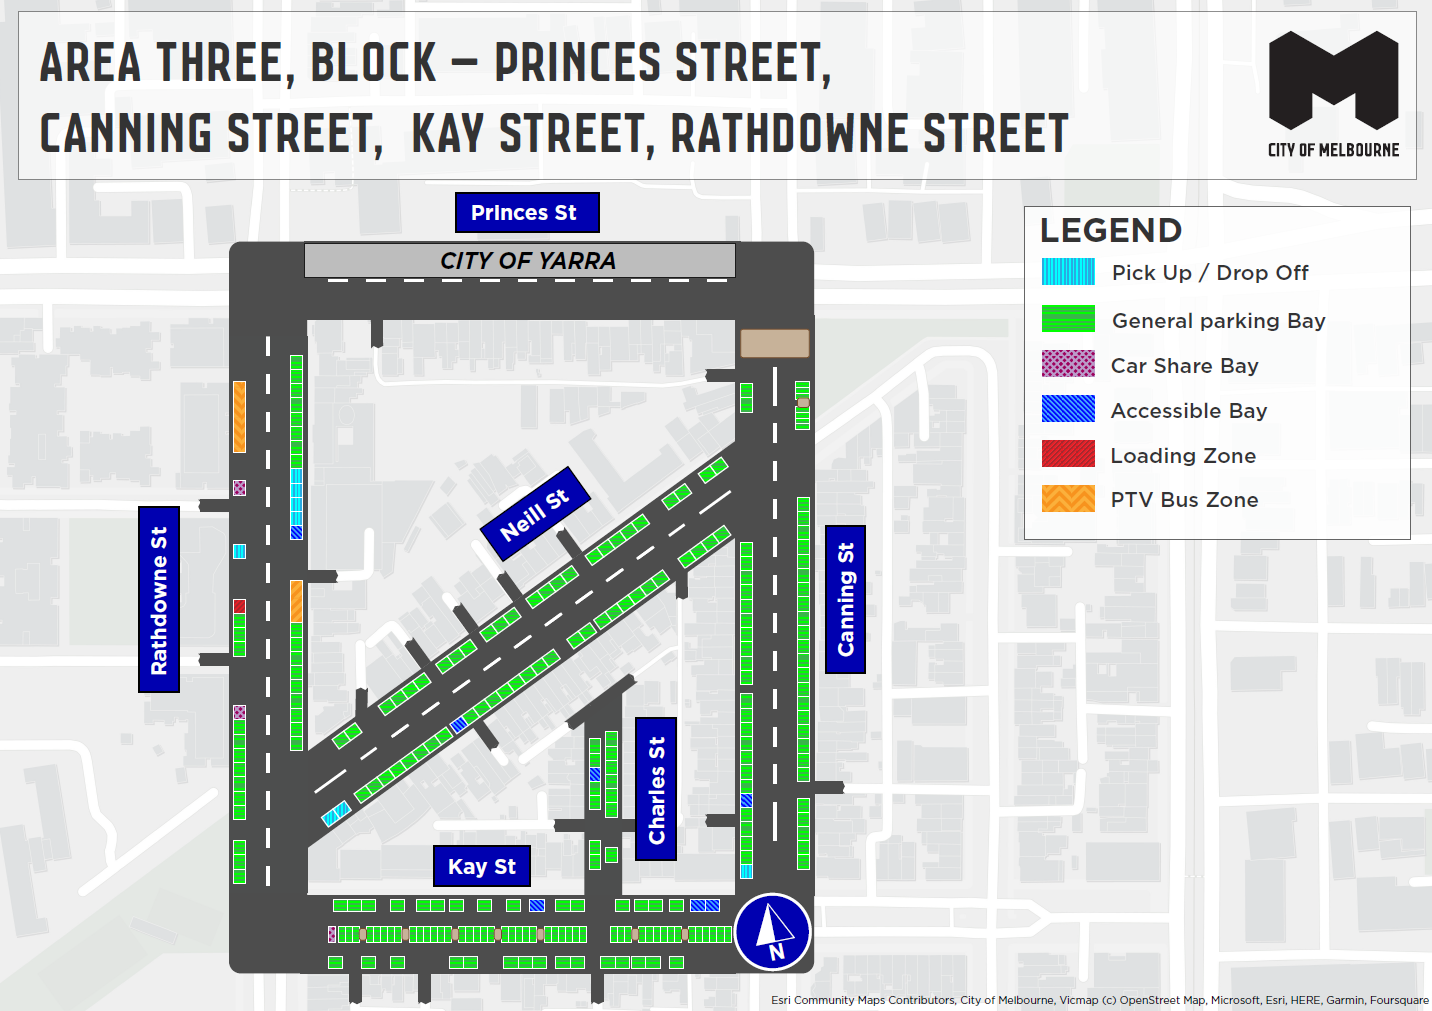 AREA THREE, BLOCK – PRINCES STREET,
CANNING STREET, KAY STREET, RATHDOWNE STREET
CITY OF MELBOURNE
Princes St
CITY OF YARRA
LEGEND
Pick Up / Drop Off
General parking Bay
Car Share Bay
Accessible Bay
Loading Zone
PTV Bus Zone
Neill St
Rathdowne St
Canning St
Charles St
Kay St
N
Esri Community Maps Contributors, City of Melbourne, Vicmap (c) OpenStreet Map, Microsoft, Esri, HERE, Garmin, Foursquare